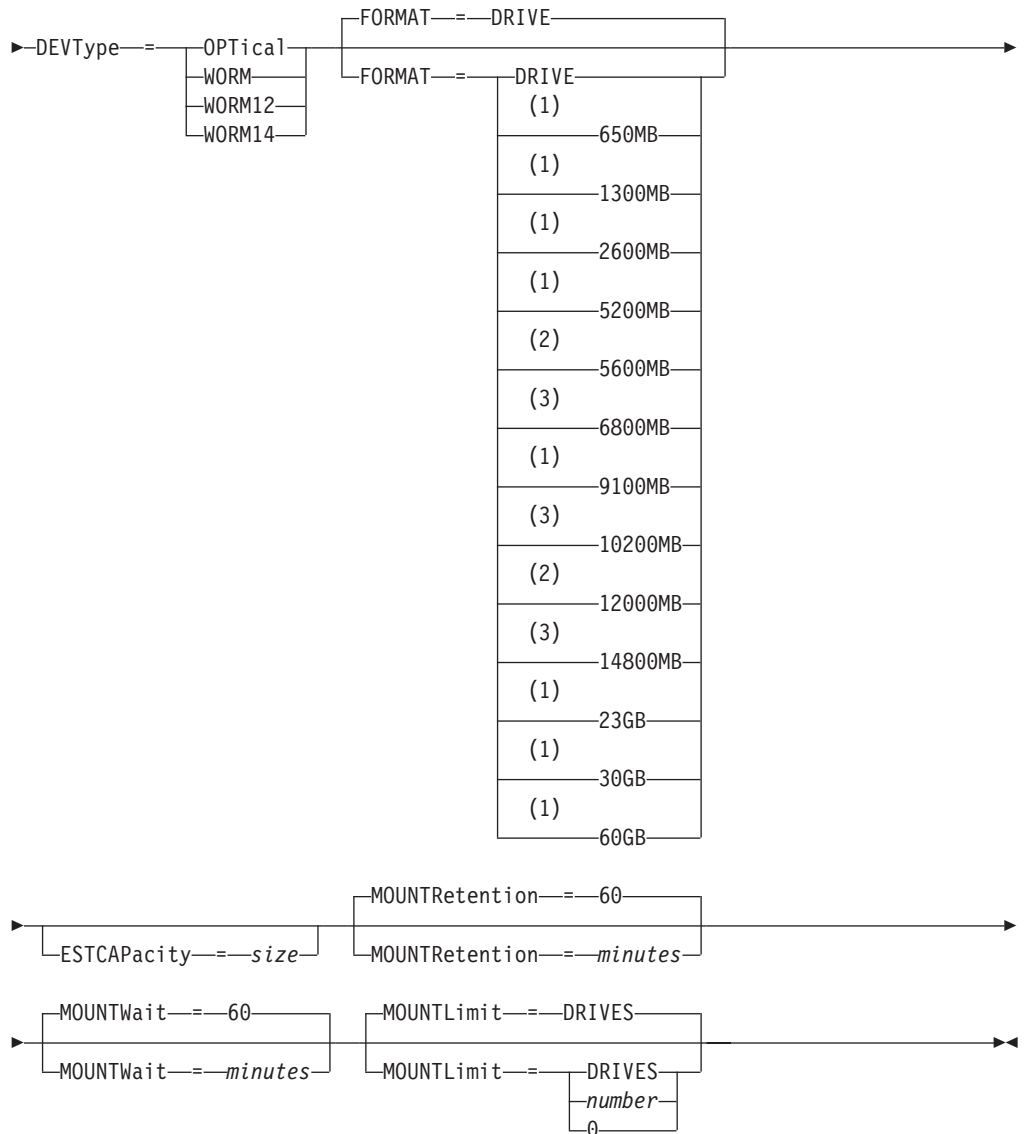 FORMAT = DRIVE
DEVType = OPTical
WORM
WORM12
WORM14
FORMAT = DRIVE
(1)
650MB
(1)
1300MB
(1)
2600MB
(1)
5200MB
(2)
5600MB
(3)
6800MB
(1)
9100MB
(3)
10200MB
(2)
12000MB
(3)
14800MB
(1)
23GB
(1)
30GB
(1)
60GB
ESTCAPacity = size
MOUNTRetention = 60
MOUNTRetention = minutes
MOUNTWait = 60
MOUNTWait = minutes
MOUNTLimit = DRIVES
MOUNTLimit = DRIVES
number
0